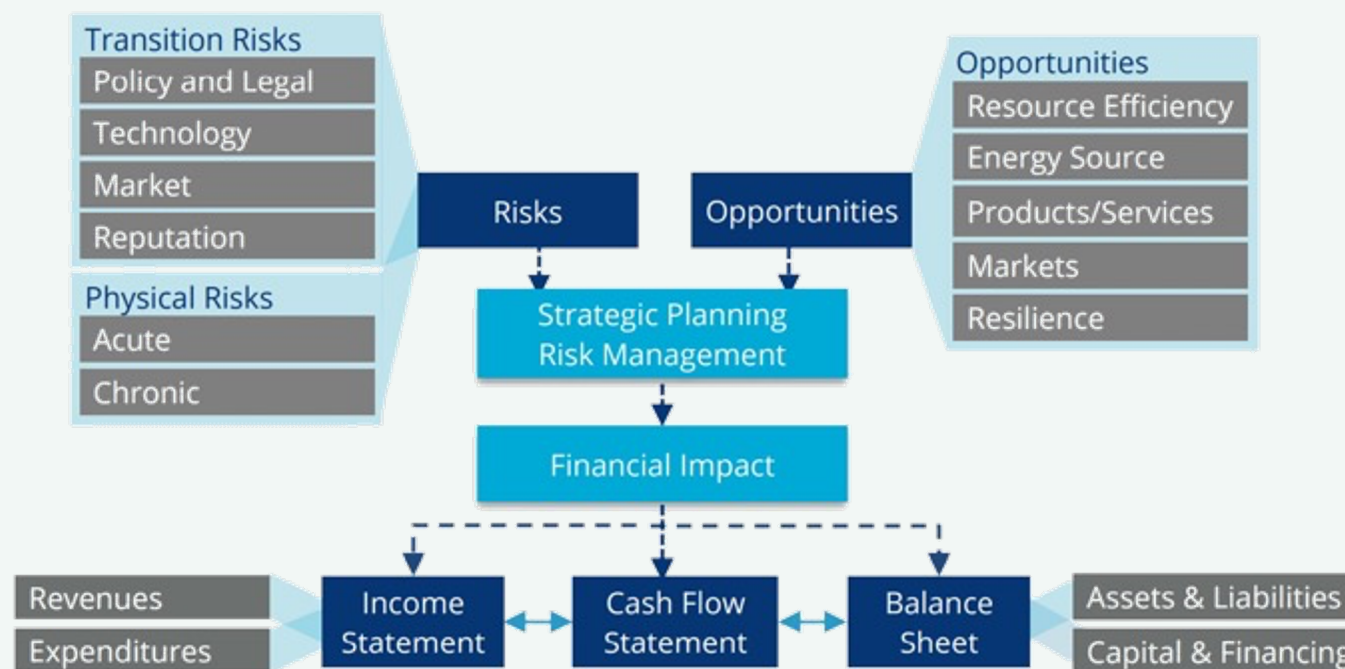 Transition Risks
Policy and Legal
Technology
Market
Reputation
Physical Risks
Acute
Chronic
Risks
Opportunities
Opportunities
Resource Efficiency
Energy Source
Products/Services
Markets
Resilience
Strategic Planning
Risk Management
Financial Impact
Revenues
Expenditures
Income
Statement
Cash Flow
Statement
Balance
Sheet
Assets & Liabilities
Capital & Financing